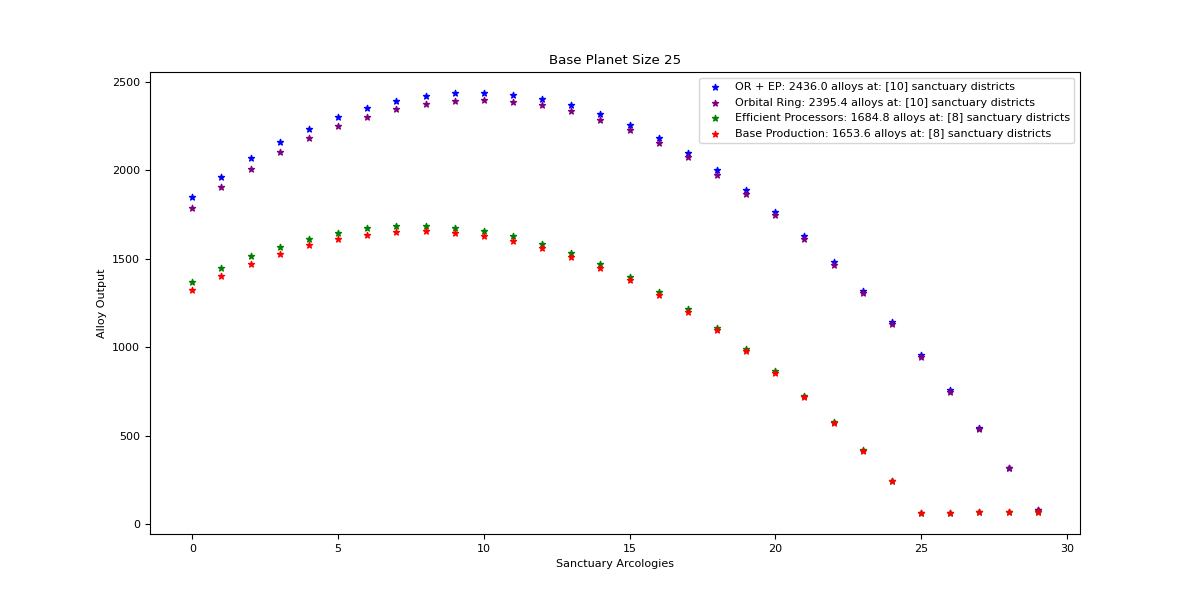 Base Planet Size 25
OR + EP: 2436.0 alloys at: [10] sanctuary districts
Orbital Ring: 2395.4 alloys at: [10] sanctuary districts
Efficient Processors: 1684.8 alloys at: [8] sanctuary districts
Base Production: 1653.6 alloys at: [8] sanctuary districts
Alloy Output
2500
2000
1500
1000
500
0
0 5 10 15 20 25 30
Sanctuary Arcologies